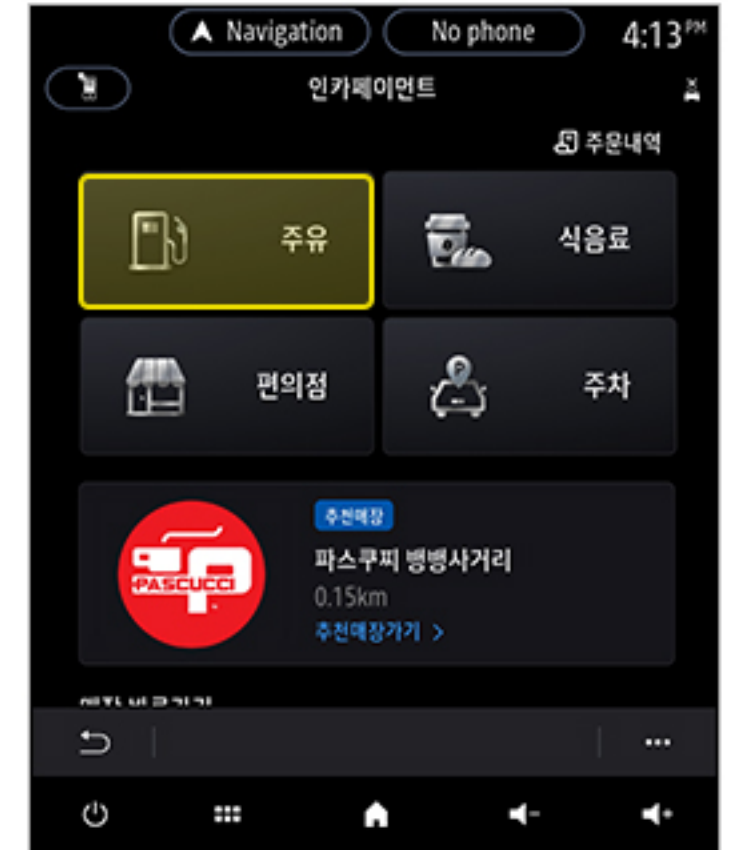 Navigation
No phone
4:13 PM
인카페이먼트
주문내역
주유
식음료
P
편의점
주차
PASCUCCI
추천매장
파스쿠찌 뱅뱅사거리
0.15km
추천매장가기 >